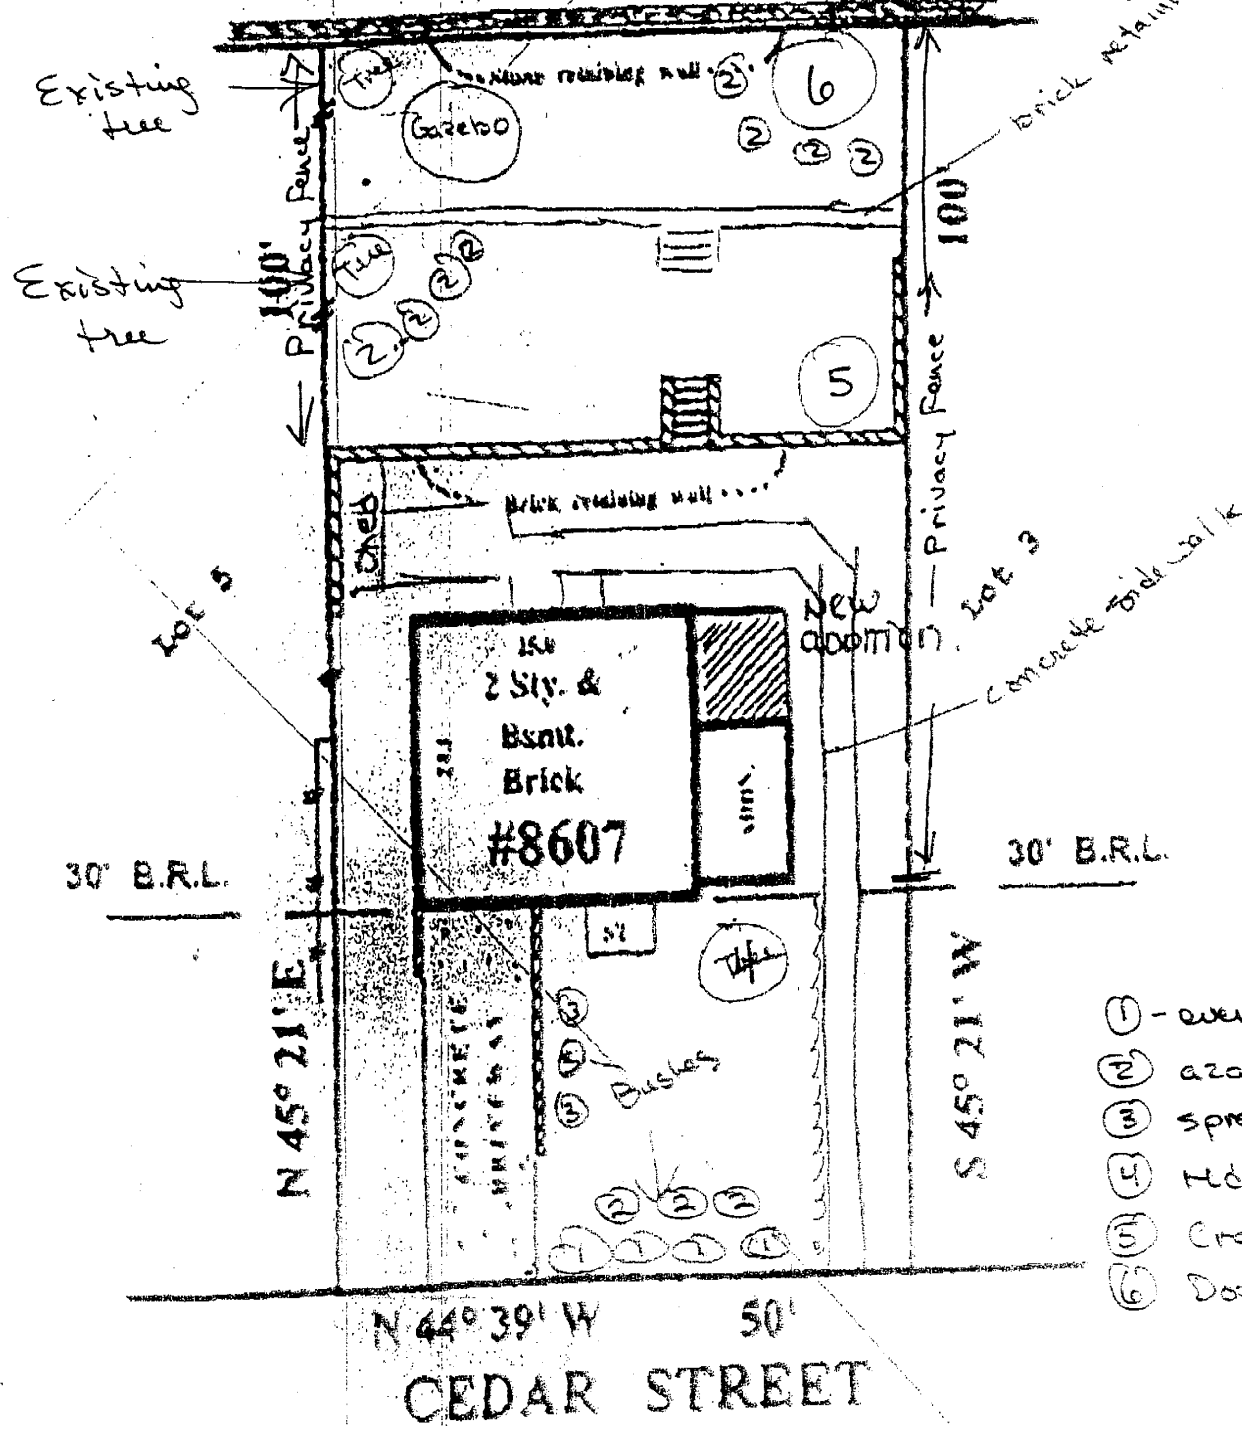 Existing
tree
Tree
retaining wall
2
6
Gazebo
2
2
2
brick
Privacy Fence
100'
100'
Existing
tree
Tree
2
2
2
2
5
Privacy Fence
Shed
Brick retaining wall
Lot 5
Lot 3
New
addition
concrete sidewalk
2 Sty. &
Bsmt.
Brick
#8607
30' B.R.L.
30' B.R.L.
N 45° 21' E
S 45° 21' W
CONCRETE
DRIVEWAY
3
3
3
Bushes
2
2
2
1
1
1
1
1 -
2
3
4
5
6
N 44° 39' W
50'
CEDAR STREET